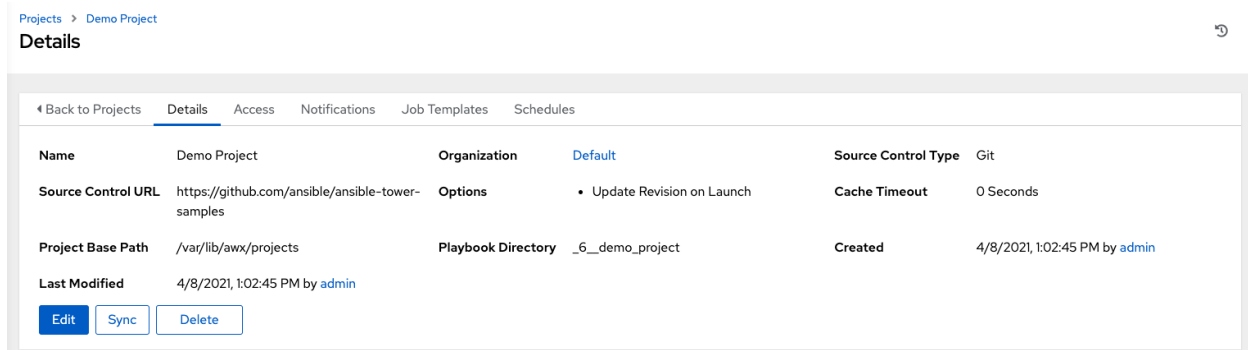 Projects > Demo Project
Details
Back to Projects Details Access Notifications Job Templates Schedules
Name Demo Project Organization Default Source Control Type Git
Source Control URL https://github.com/ansible/ansible-tower-
samples Options • Update Revision on Launch Cache Timeout 0 Seconds
Project Base Path /var/lib/awx/projects Playbook Directory _6__demo_project Created 4/8/2021, 1:02:45 PM by admin
Last Modified 4/8/2021, 1:02:45 PM by admin
Edit Sync Delete